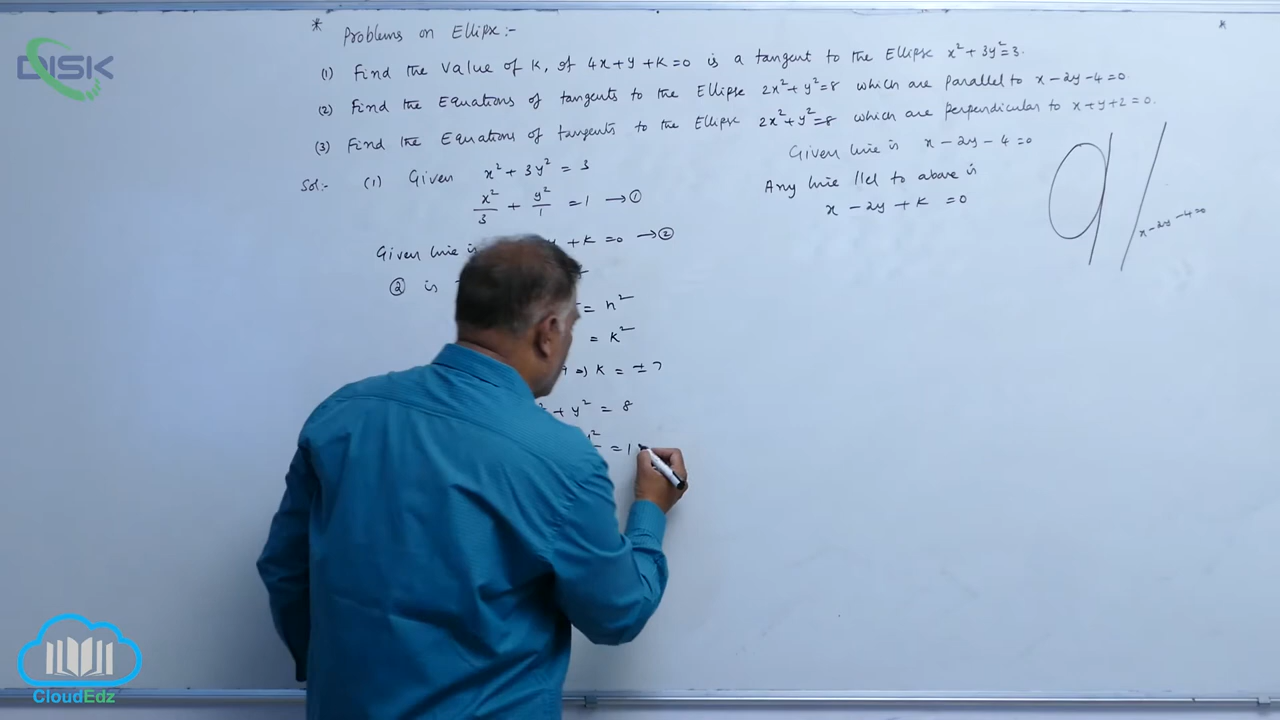 DISK
* Problems on Ellipse :-
*
(1) Find the value of K, if 4x+y+K=0 is a tangent to the Ellipse x²+3y²=3.
(2) Find the Equations of tangents to the Ellipse 2x²+y²=8 which are parallel to x-2y-4=0.
(3) Find the Equations of tangents to the Ellipse 2x²+y²=8 which are perpendicular to x+y+2=0.
Sol:- (1) Given x²+3y² = 3
x²/3 + y²/1 = 1 → ①
Given line is y + K = 0 → ②
② is
= n²
= K²
⇒ K = ±7
+ y² = 8
= 1
Given line is x-2y-4=0
Any line llel to above is
x-2y+K=0
x-2y-4=0
CloudEdz